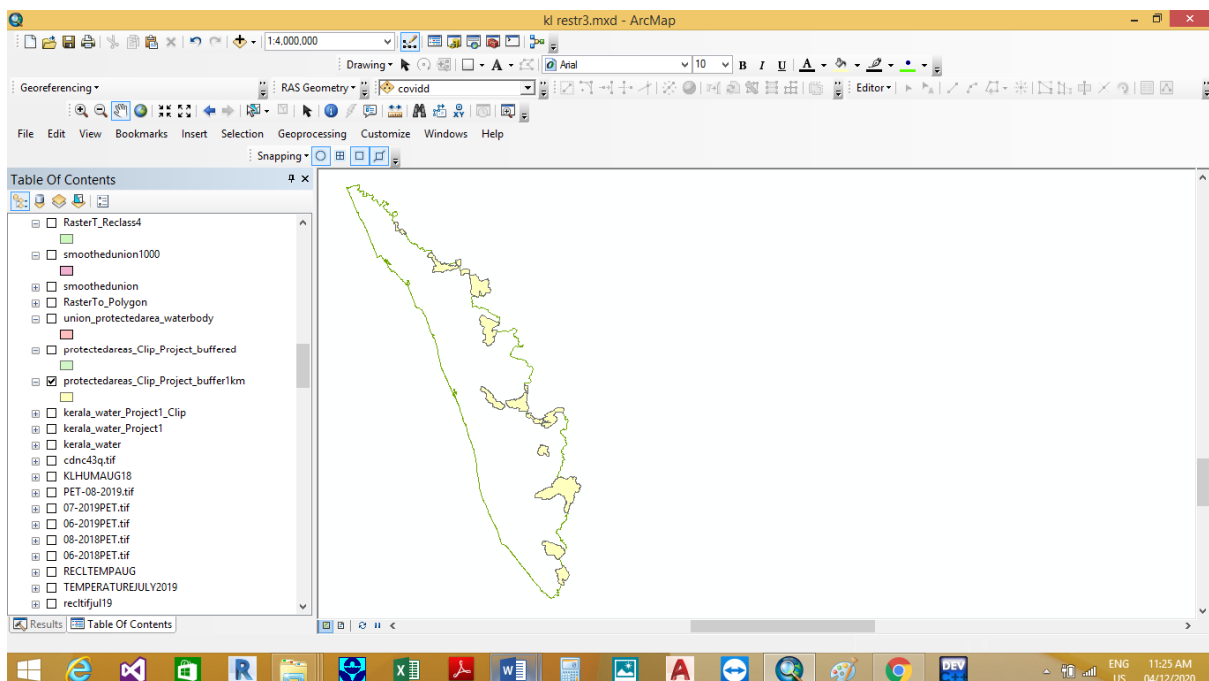 kl restr3.mxd - ArcMap
1:4,000,000
Drawing
A
Arial
10
B I U A
Georeferencing
RAS Geometry
covidd
Editor
File Edit View Bookmarks Insert Selection Geoprocessing Customize Windows Help
Snapping
Table Of Contents
RasterT_Reclass4
smoothedunion1000
smoothedunion
RasterTo_Polygon
union_protectedarea_waterbody
protectedareas_Clip_Project_buffered
protectedareas_Clip_Project_buffer1km
kerala_water_Project1_Clip
kerala_water_Project1
kerala_water
cdnc43q.tif
KLHUMAUG18
PET-08-2019.tif
07-2019PET.tif
06-2019PET.tif
08-2018PET.tif
06-2018PET.tif
RECLTEMPAUG
TEMPERATUREJULY2019
recltifjul19
Results Table Of Contents
DEV
ENG 11:25 AM
US 04/12/2020